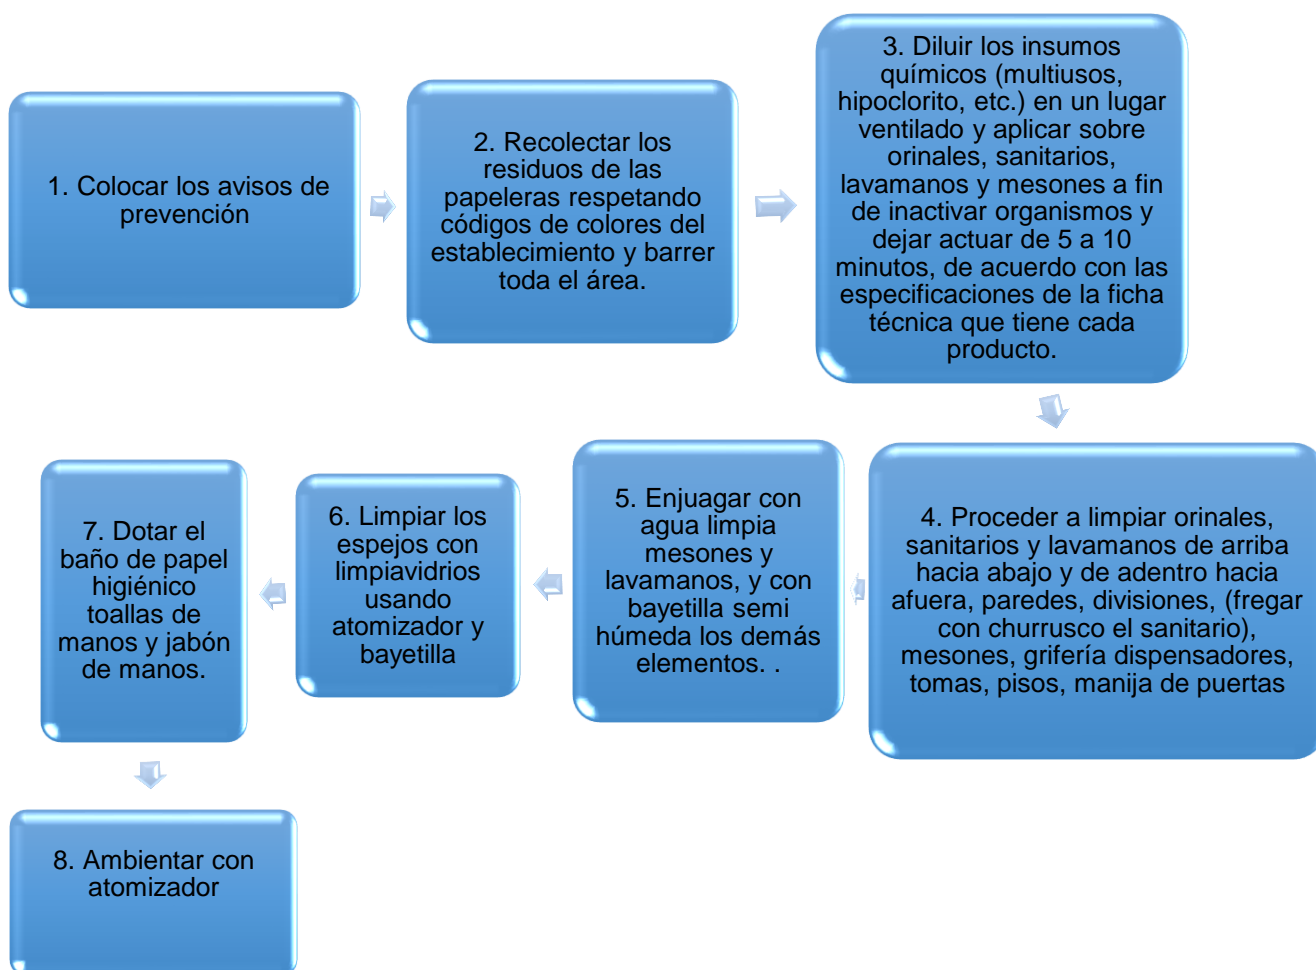 1. Colocar los avisos de
prevención
2. Recolectar los
residuos de las
papeleras respetando
códigos de colores del
establecimiento y barrer
toda el área.
3. Diluir los insumos
químicos (multiusos,
hipoclorito, etc.) en un lugar
ventilado y aplicar sobre
orinales, sanitarios,
lavamanos y mesones a fin
de inactivar organismos y
dejar actuar de 5 a 10
minutos, de acuerdo con las
especificaciones de la ficha
técnica que tiene cada
producto.
4. Proceder a limpiar orinales,
sanitarios y lavamanos de arriba
hacia abajo y de adentro hacia
afuera, paredes, divisiones, (fregar
con churrusco el sanitario),
mesones, grifería dispensadores,
tomas, pisos, manija de puertas
5. Enjuagar con
agua limpia
mesones y
lavamanos, y con
bayetilla semi
húmeda los demás
elementos. .
6. Limpiar los
espejos con
limpiavidrios
usando
atomizador y
bayetilla
7. Dotar el
baño de papel
higiénico
toallas de
manos y jabón
de manos.
8. Ambientar con
atomizador